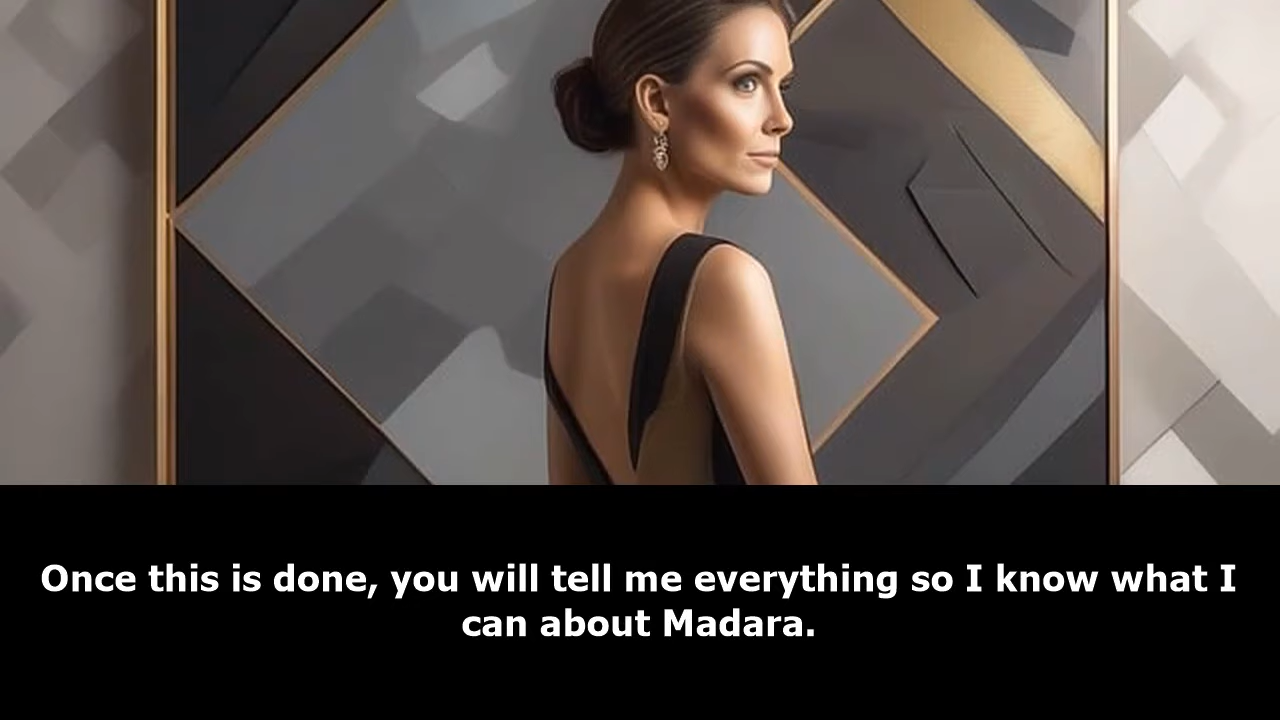 Once this is done, you will tell me everything so I know what I
can about Madara.